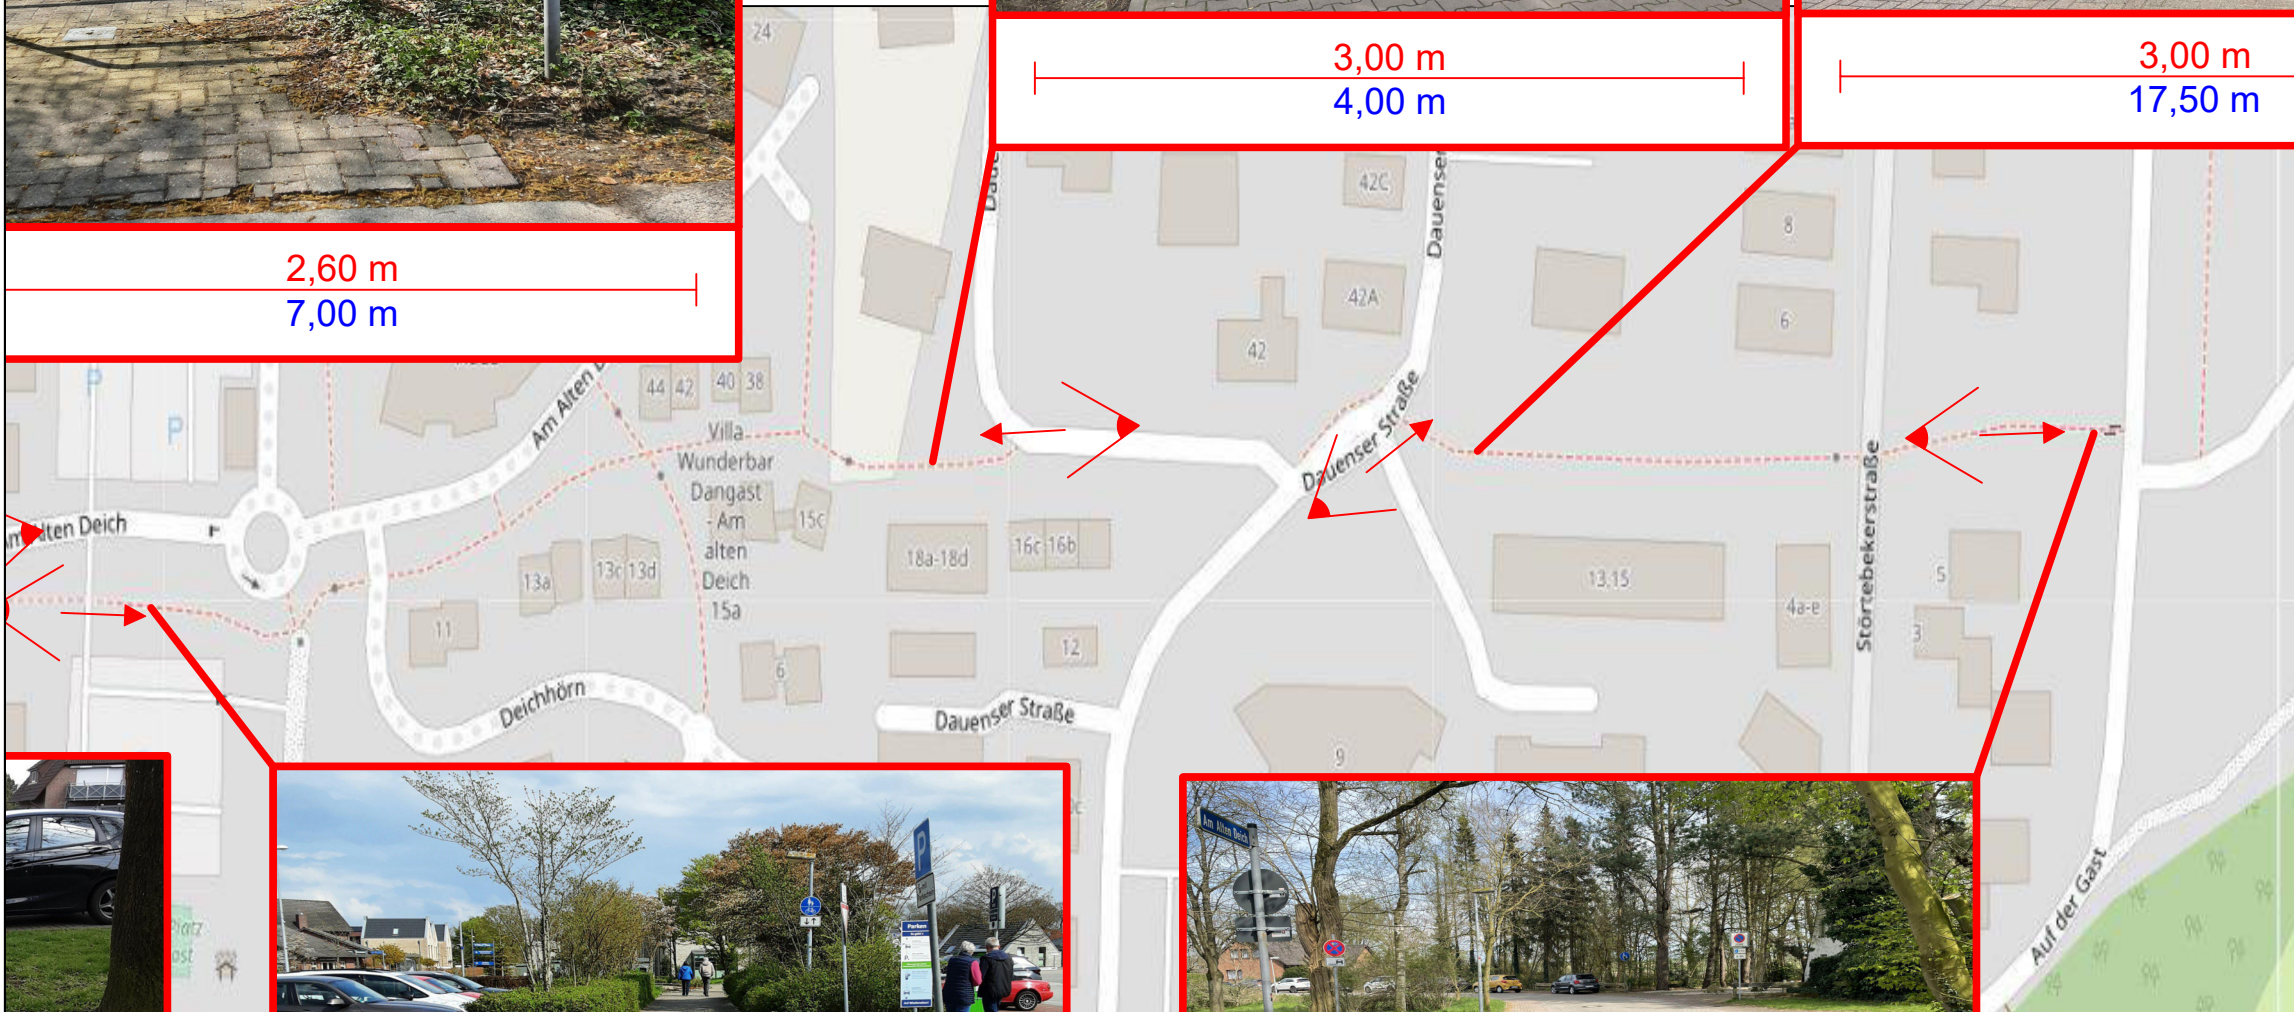 24
3,00 m
4,00 m
3,00 m
17,50 m
42C
Dauenser
8
2,60 m
7,00 m
42A
6
42
P
P
44 42 40 38
Am Alten
Villa
Wunderbar
Dangast
- Am
alten
Deich
15a
15c
Dauenser Straße
Störtebekerstraße
Alten Deich
13a
13c 13d
18a-18d
16c 16b
13,15
4a-e
5
3
11
12
6
Deichhörn
Dauenser Straße
9
Am Alten Deich
P
Parken
Auf der Gast